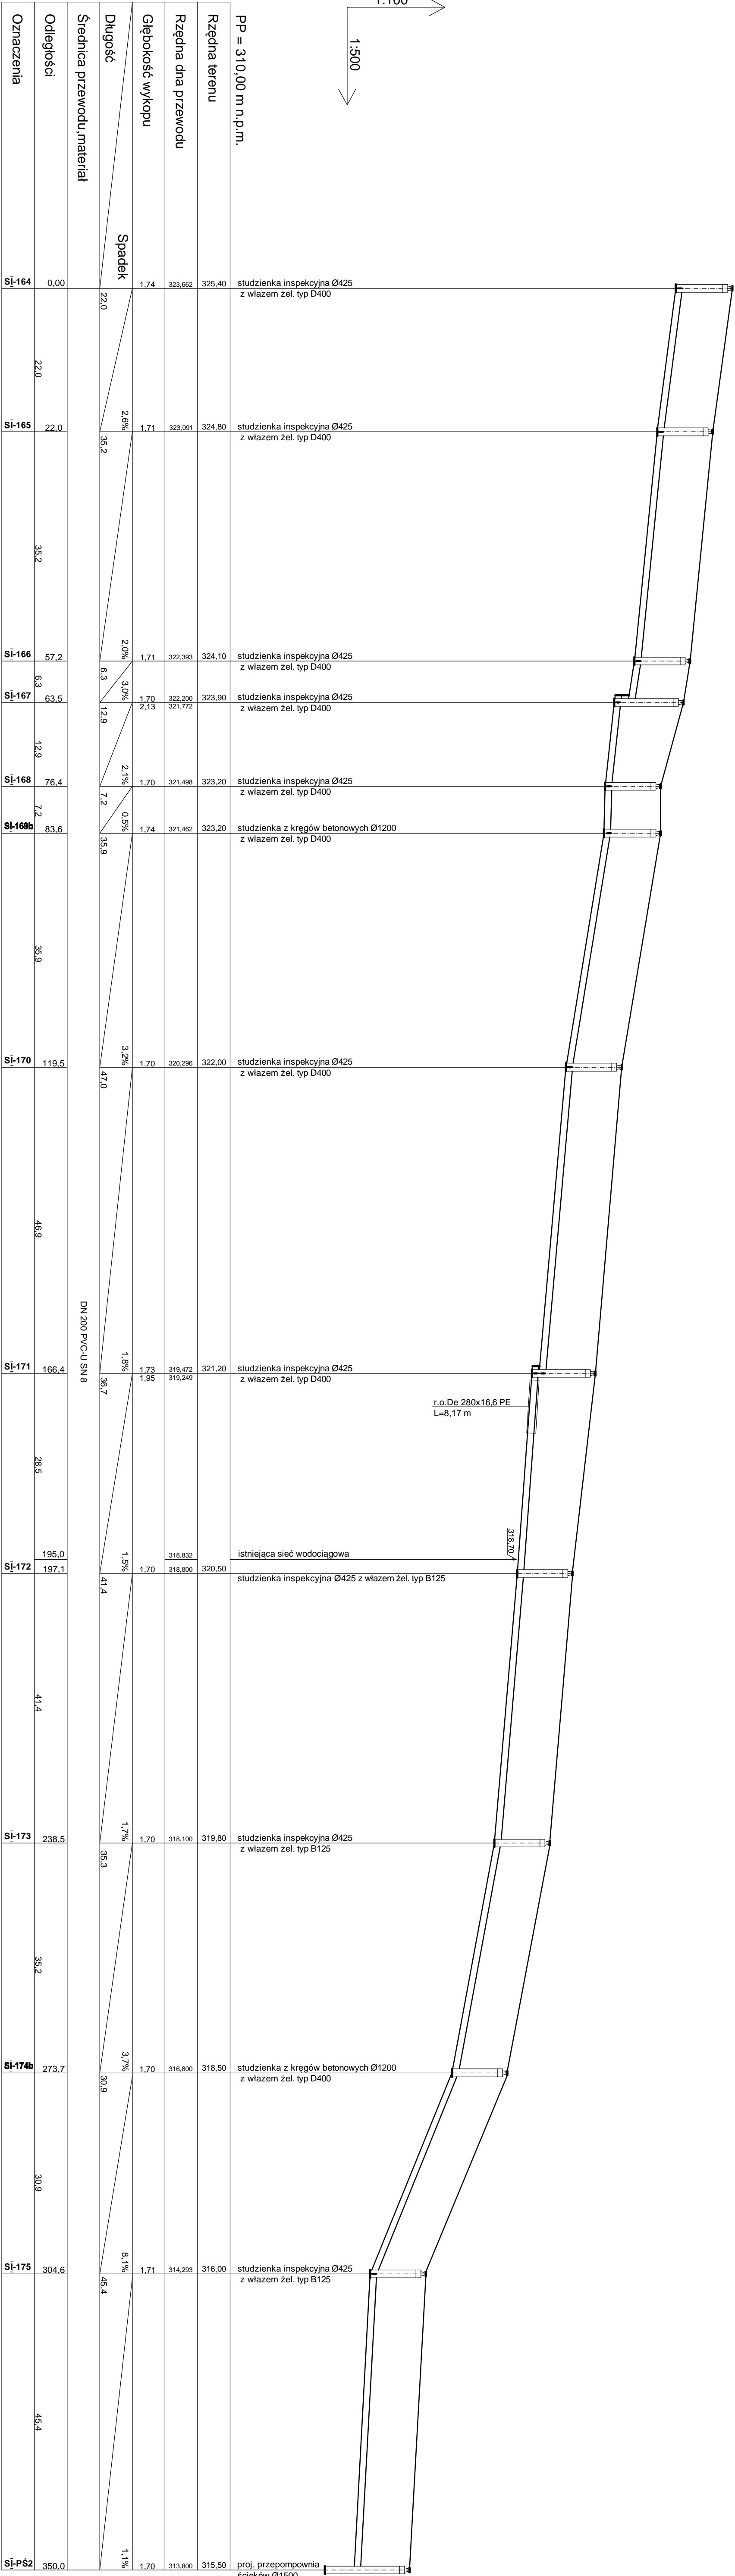 1:100
1:500
PP = 310,00 m n.p.m.
Rzędna terenu
Rzędna dna przewodu
Głębokość wykopu
Spadek
Długość
Średnica przewodu,materiał
Odległości
Oznaczenia
SI-164 0,00 22,0 1,74 323,662 325,40 studzienka inspekcyjna Ø425
z włazem żel. typ D400
22,0
SI-165 22,0 35,2 2,6% 1,71 323,091 324,80 studzienka inspekcyjna Ø425
z włazem żel. typ D400
35,2
SI-166 57,2 6,3 2,0% 1,71 322,393 324,10 studzienka inspekcyjna Ø425
z włazem żel. typ D400
6,3
SI-167 63,5 12,9 3,0% 1,70 322,200 323,90 studzienka inspekcyjna Ø425
2,13 321,772 z włazem żel. typ D400
12,9
SI-168 76,4 7,2 2,1% 1,70 321,498 323,20 studzienka inspekcyjna Ø425
z włazem żel. typ D400
7,2
SI-169b 83,6 35,9 0,5% 1,74 321,462 323,20 studzienka z kręgów betonowych Ø1200
z włazem żel. typ D400
35,9
SI-170 119,5 47,0 3,2% 1,70 320,296 322,00 studzienka inspekcyjna Ø425
z włazem żel. typ D400
46,9
DN 200 PVC-U SN 8
SI-171 166,4 36,7 1,8% 1,73 319,472 321,20 studzienka inspekcyjna Ø425
1,95 319,249 z włazem żel. typ D400
r.o.De 280x16,6 PE
L=8,17 m
28,5
195,0 318,832 istniejąca sieć wodociągowa
318,70
SI-172 197,1 41,4 1,5% 1,70 318,800 320,50
studzienka inspekcyjna Ø425 z włazem żel. typ B125
41,4
SI-173 238,5 35,3 1,7% 1,70 318,100 319,80 studzienka inspekcyjna Ø425
z włazem żel. typ B125
35,2
SI-174b 273,7 30,9 3,7% 1,70 316,800 318,50 studzienka z kręgów betonowych Ø1200
z włazem żel. typ D400
30,9
SI-175 304,6 45,4 8,1% 1,71 314,293 316,00 studzienka inspekcyjna Ø425
z włazem żel. typ B125
45,4
SI-PŚ2 350,0 1,1% 1,70 313,800 315,50 proj. przepompownia
ścieków Ø1500